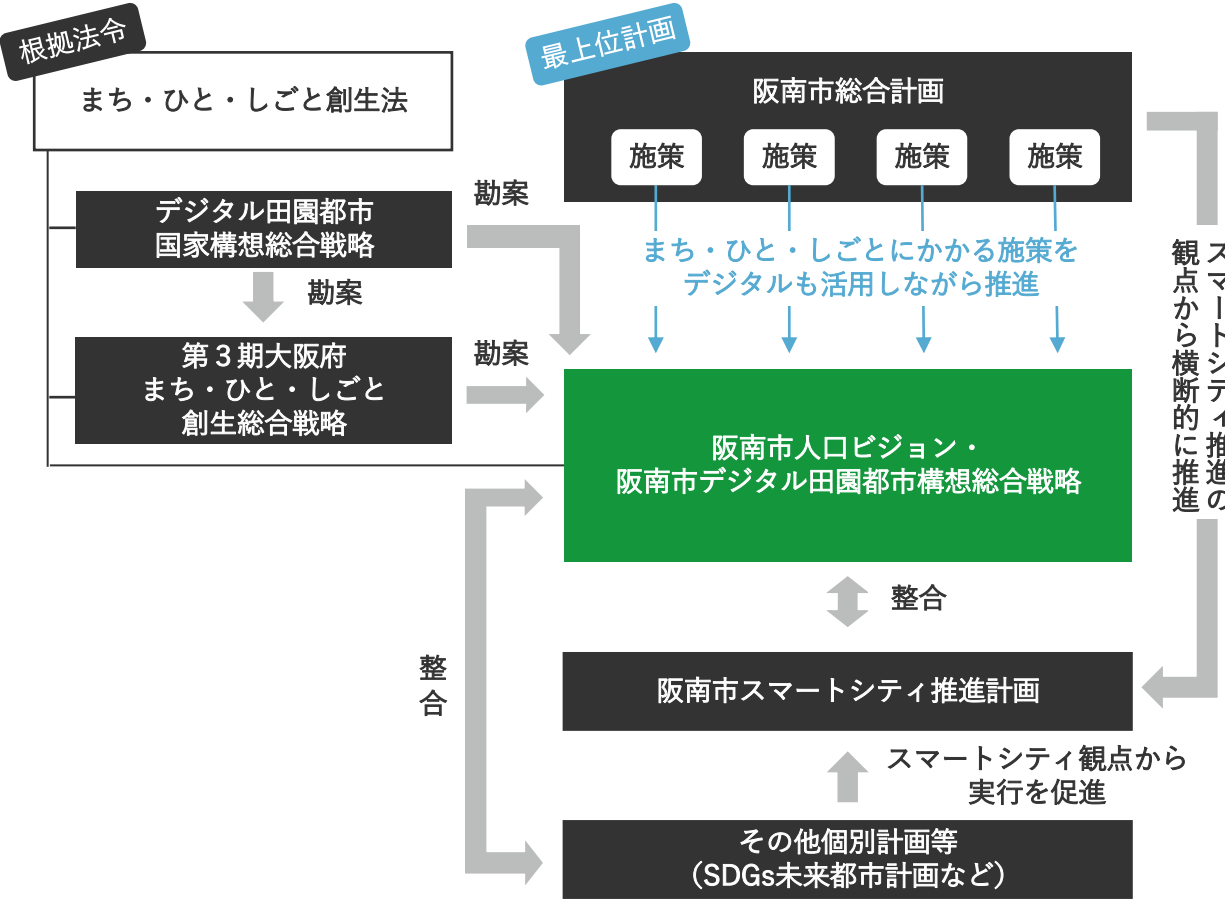 根拠法令
まち・ひと・しごと創生法
デジタル田園都市
国家構想総合戦略
勘案
第3期大阪府
まち・ひと・しごと
創生総合戦略
勘案
勘案
最上位計画
阪南市総合計画
施策
施策
施策
施策
まち・ひと・しごとにかかる施策を
デジタルも活用しながら推進
阪南市人口ビジョン・
阪南市デジタル田園都市構想総合戦略
スマートシティ推進の
観点から横断的に推進
整合
整合
阪南市スマートシティ推進計画
スマートシティ観点から
実行を促進
その他個別計画等
（SDGs未来都市計画など）